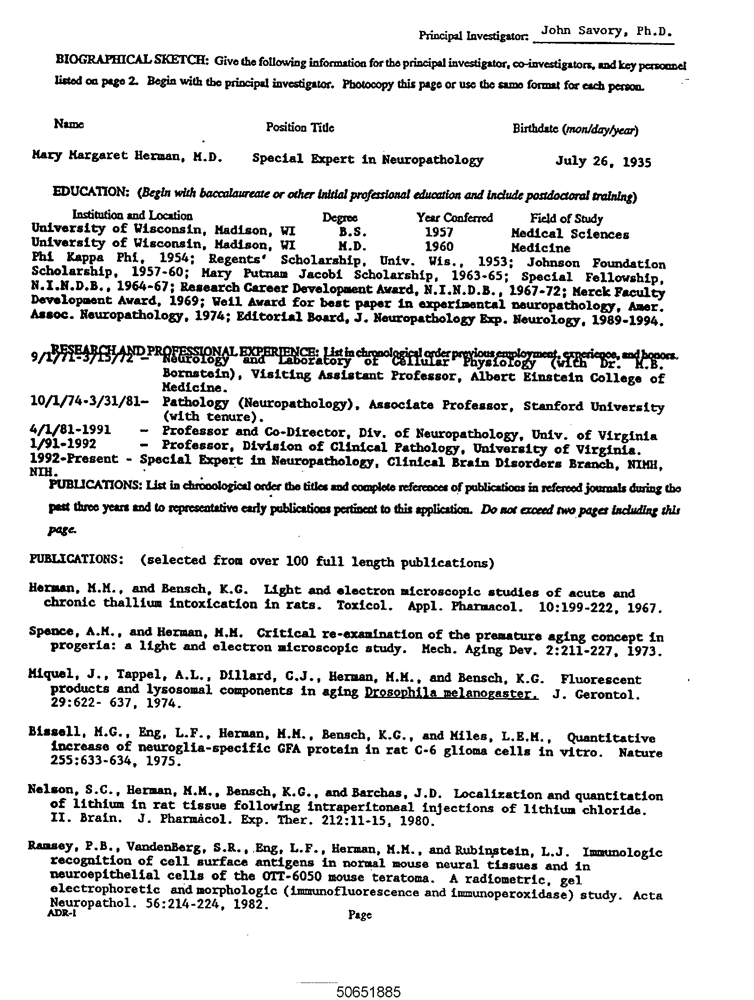 Principal Investigator: John Savory, Ph.D.
BIOGRAPHICAL SKETCH: Give the following information for the principal investigator, co-investigators, and key personnel
listed on page 2. Begin with the principal investigator. Photocopy this page or use the same format for each person.
Name Position Title Birthdate (mon/day/year)
Mary Margaret Herman, M.D. Special Expert in Neuropathology July 26, 1935
EDUCATION: (Begin with baccalaureate or other initial professional education and include postdoctoral training)
Institution and Location Degree Year Conferred Field of Study
University of Wisconsin, Madison, WI B.S. 1957 Medical Sciences
University of Wisconsin, Madison, WI M.D. 1960 Medicine
Phi Kappa Phi, 1954; Regents' Scholarship, Univ. Wis., 1953; Johnson Foundation
Scholarship, 1957-60; Mary Putnam Jacobi Scholarship, 1963-65; Special Fellowship,
N.I.N.D.B., 1964-67; Research Career Development Award, N.I.N.D.B., 1967-72; Merck Faculty
Development Award, 1969; Weil Award for best paper in experimental neuropathology, Amer.
Assoc. Neuropathology, 1974; Editorial Board, J. Neuropathology Exp. Neurology, 1989-1994.
RESEARCH AND PROFESSIONAL EXPERIENCE: List in chronological order previous employment, experience, and honors.
9/1/71-3/15/72 – Neurology and Laboratory of Cellular Physiology (with Dr. M.B.
Bornstein), Visiting Assistant Professor, Albert Einstein College of
Medicine.
10/1/74-3/31/81– Pathology (Neuropathology), Associate Professor, Stanford University
(with tenure).
4/1/81-1991 – Professor and Co-Director, Div. of Neuropathology, Univ. of Virginia
1/91-1992 – Professor, Division of Clinical Pathology, University of Virginia.
1992-Present - Special Expert in Neuropathology, Clinical Brain Disorders Branch, NIMH,
NIH.
PUBLICATIONS: List in chronological order the titles and complete references of publications in refereed journals during the
past three years and to representative early publications pertinent to this application. Do not exceed two pages including this
page.
PUBLICATIONS: (selected from over 100 full length publications)
Herman, M.M., and Bensch, K.G. Light and electron microscopic studies of acute and
chronic thallium intoxication in rats. Toxicol. Appl. Pharmacol. 10:199-222, 1967.
Spence, A.M., and Herman, M.M. Critical re-examination of the premature aging concept in
progeria: a light and electron microscopic study. Mech. Aging Dev. 2:211-227, 1973.
Miquel, J., Tappel, A.L., Dillard, C.J., Herman, M.M., and Bensch, K.G. Fluorescent
products and lysosomal components in aging Drosophila melanogaster. J. Gerontol.
29:622- 637, 1974.
Bissell, M.G., Eng, L.F., Herman, M.M., Bensch, K.G., and Miles, L.E.M., Quantitative
increase of neuroglia-specific GFA protein in rat C-6 glioma cells in vitro. Nature
255:633-634, 1975.
Nelson, S.C., Herman, M.M., Bensch, K.G., and Barchas, J.D. Localization and quantitation
of lithium in rat tissue following intraperitoneal injections of lithium chloride.
II. Brain. J. Pharmacol. Exp. Ther. 212:11-15, 1980.
Ramsey, P.B., VandenBerg, S.R., Eng, L.F., Herman, M.M., and Rubinstein, L.J. Immunologic
recognition of cell surface antigens in normal mouse neural tissues and in
neuroepithelial cells of the OTT-6050 mouse teratoma. A radiometric, gel
electrophoretic and morphologic (immunofluorescence and immunoperoxidase) study. Acta
Neuropathol. 56:214-224, 1982.
ADR-1 Page
50651885